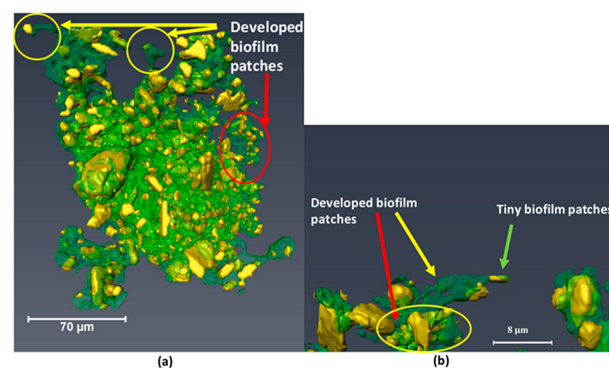 Developed
biofilm
patches
70 µm
(a)
Developed biofilm
patches
Tiny biofilm patches
8 µm
(b)